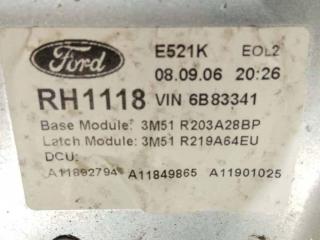 Ford E521K EOL2
08.09.06 20:26
RH1118 VIN 6B83341
Base Module: 3M51 R203A28BP
Latch Module: 3M51 R219A64EU
DCU:
A11892794 A11849865 A11901025